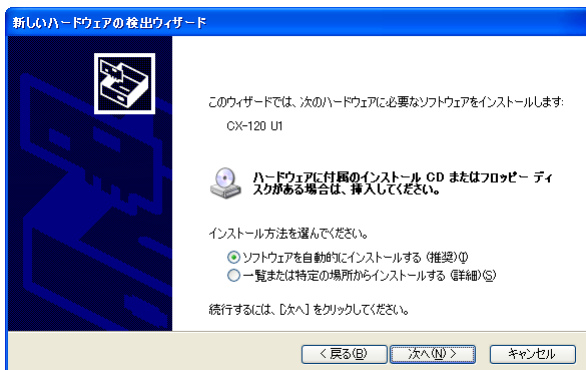 新しいハードウェアの検出ウィザード
このウィザードでは、次のハードウェアに必要なソフトウェアをインストールします:
CX-120 U1
ハードウェアに付属のインストール CD またはフロッピー ディ
スクがある場合は、挿入してください。
インストール方法を選んでください。
ソフトウェアを自動的にインストールする (推奨)(I)
一覧または特定の場所からインストールする (詳細)(S)
続行するには、[次へ] をクリックしてください。
< 戻る(B)
次へ(N) >
キャンセル